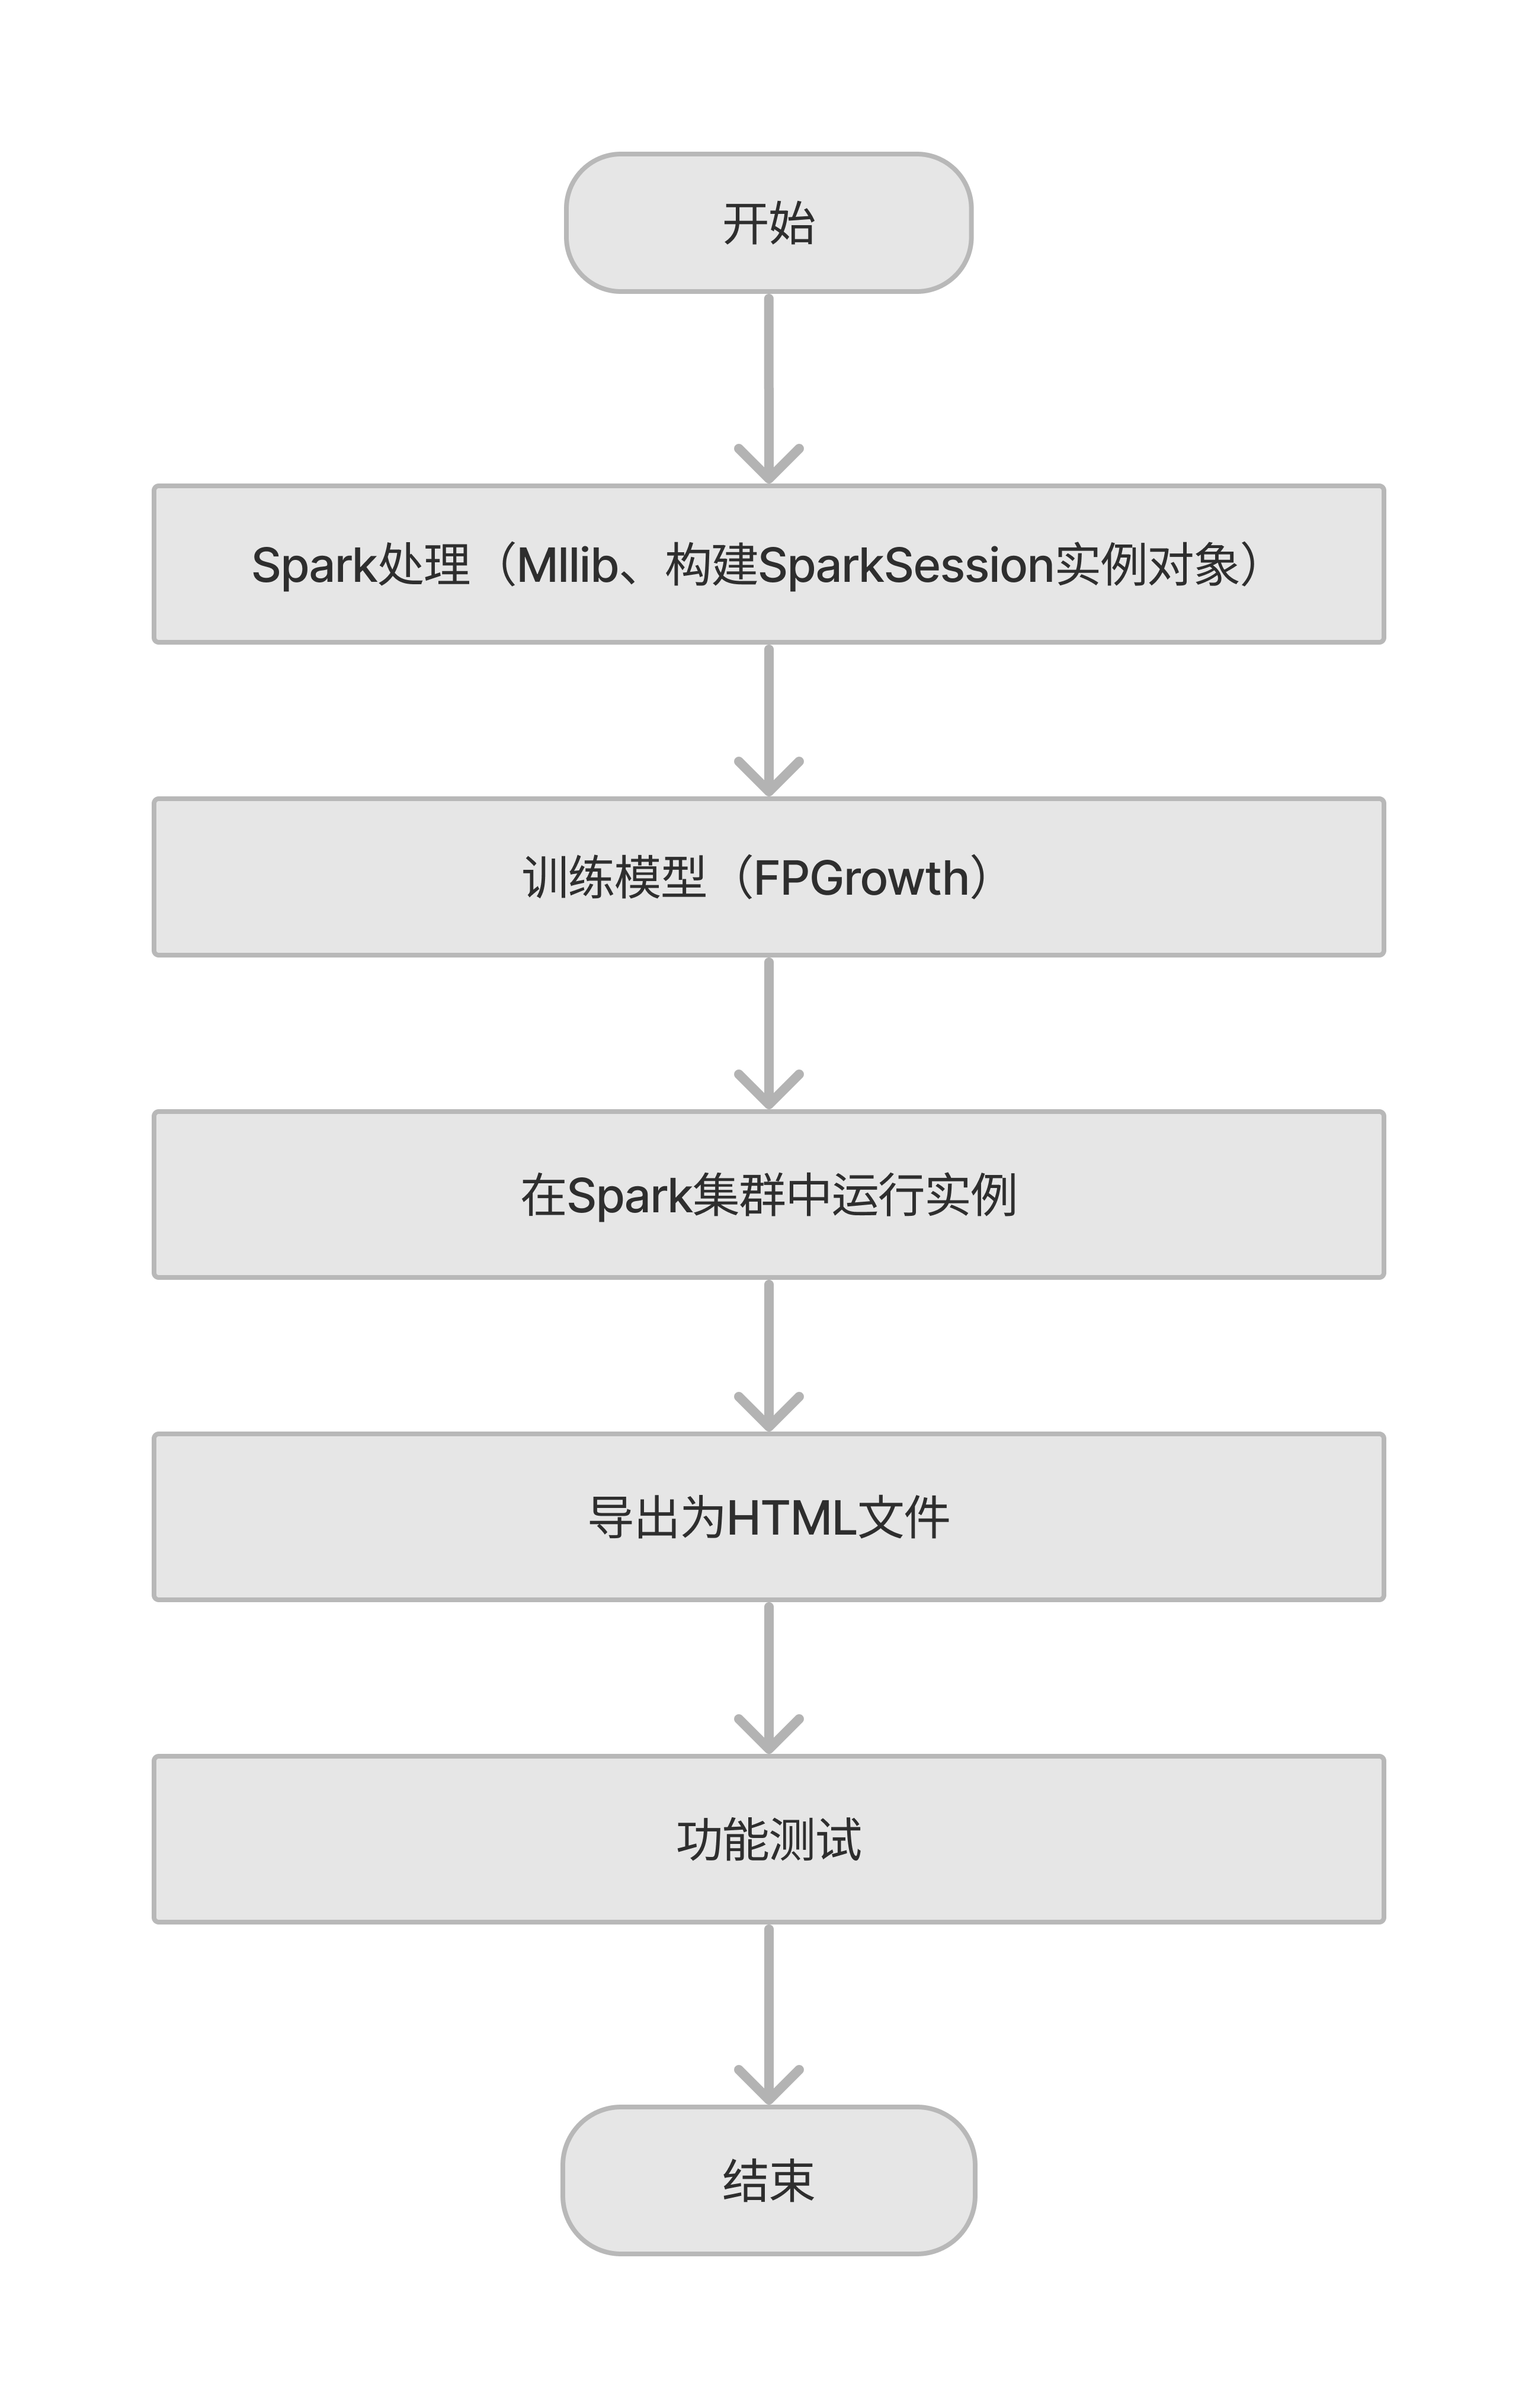 开始
Spark处理（Mllib、构建SparkSession实例对象）
训练模型（FPGrowth）
在Spark集群中运行实例
导出为HTML文件
功能测试
结束